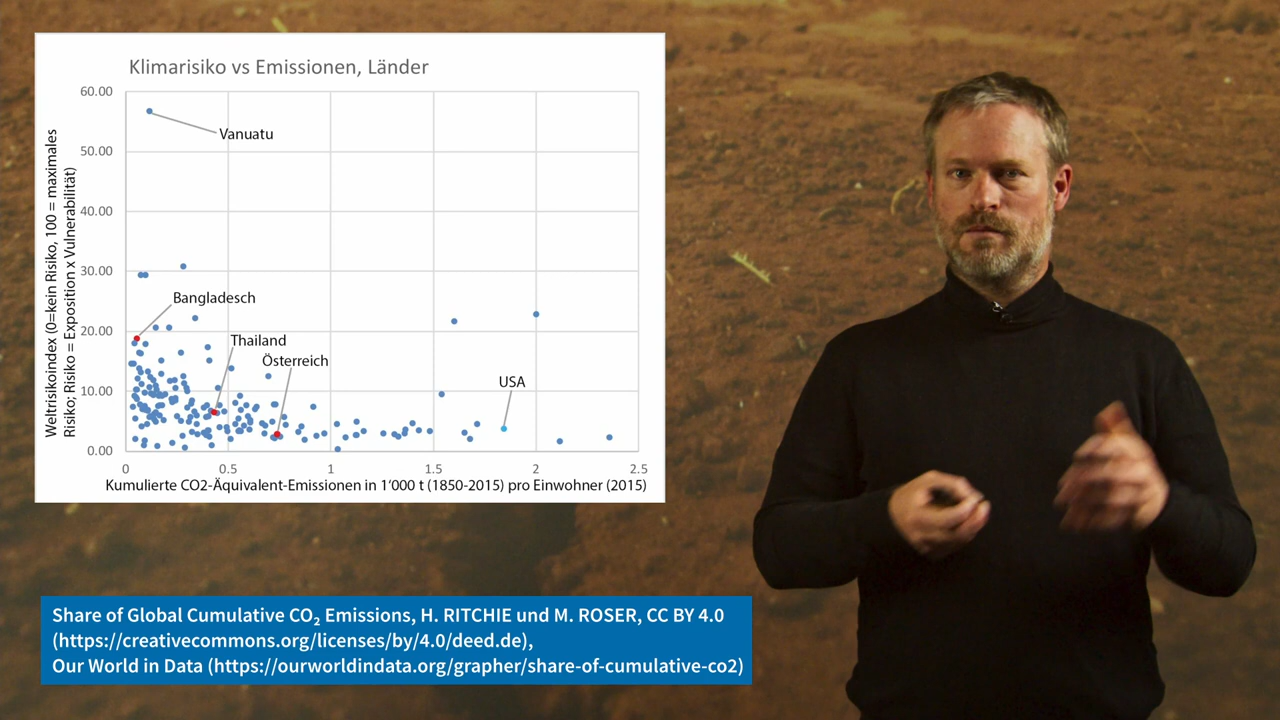 Klimarisiko vs Emissionen, Länder
Weltrisikoindex (0=kein Risiko, 100 = maximales
Risiko; Risiko = Exposition x Vulnerabilität)
60.00
50.00
40.00
30.00
20.00
10.00
0.00
Vanuatu
Bangladesch
Thailand
Österreich
USA
0
0.5
1
1.5
2
2.5
Kumulierte CO2-Äquivalent-Emissionen in 1'000 t (1850-2015) pro Einwohner (2015)
Share of Global Cumulative CO₂ Emissions, H. RITCHIE und M. ROSER, CC BY 4.0
(https://creativecommons.org/licenses/by/4.0/deed.de),
Our World in Data (https://ourworldindata.org/grapher/share-of-cumulative-co2)